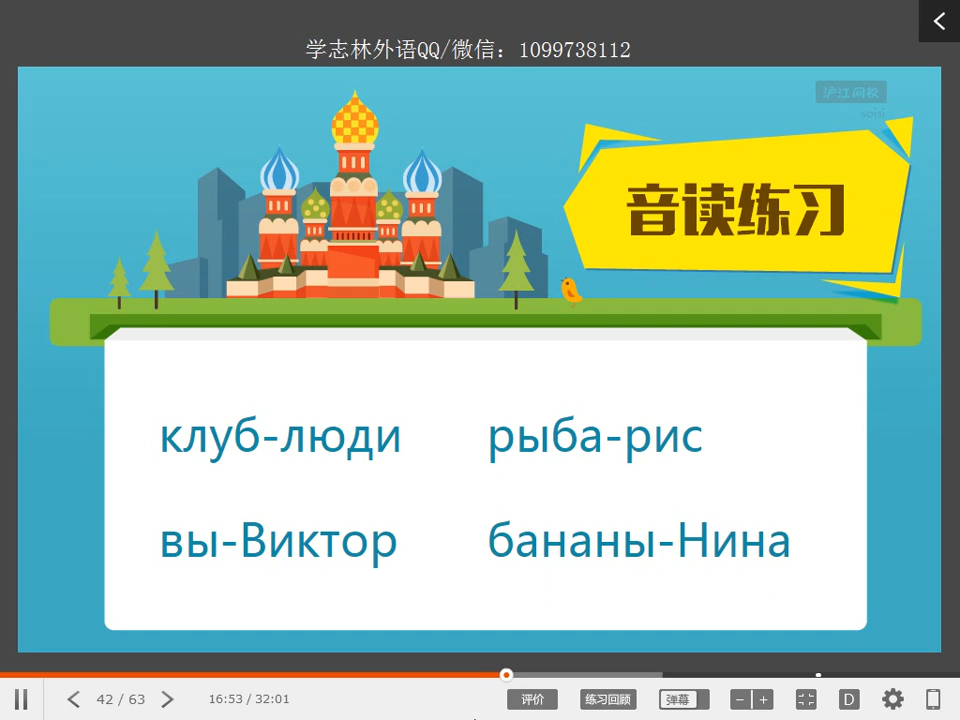 学志林外语QQ/微信：1099738112
沪江网校
音读练习
клуб-люди
рыба-рис
вы-Виктор
бананы-Нина
42 / 63
16:53 / 32:01
评价
练习回顾
弹幕
D